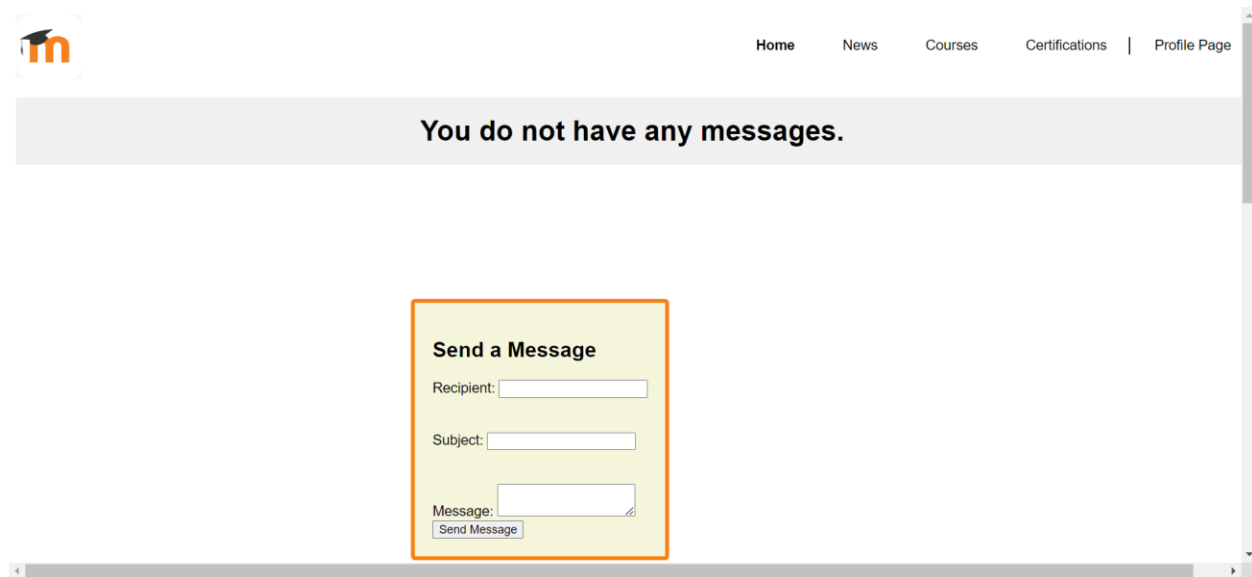 m
Home News Courses Certifications | Profile Page
You do not have any messages.
Send a Message
Recipient:
Subject:
Message:
Send Message